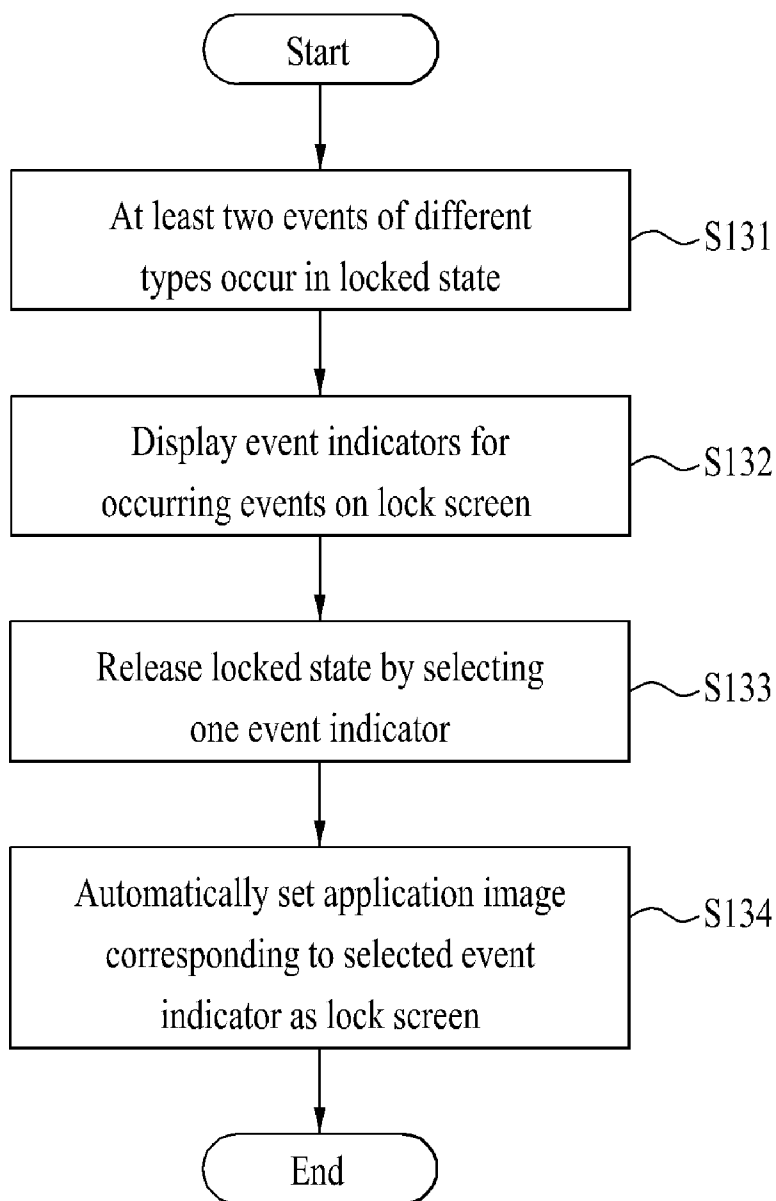 Start
At least two events of different
types occur in locked state
S131
Display event indicators for
occurring events on lock screen
S132
Release locked state by selecting
one event indicator
S133
Automatically set application image
corresponding to selected event
indicator as lock screen
S134
End